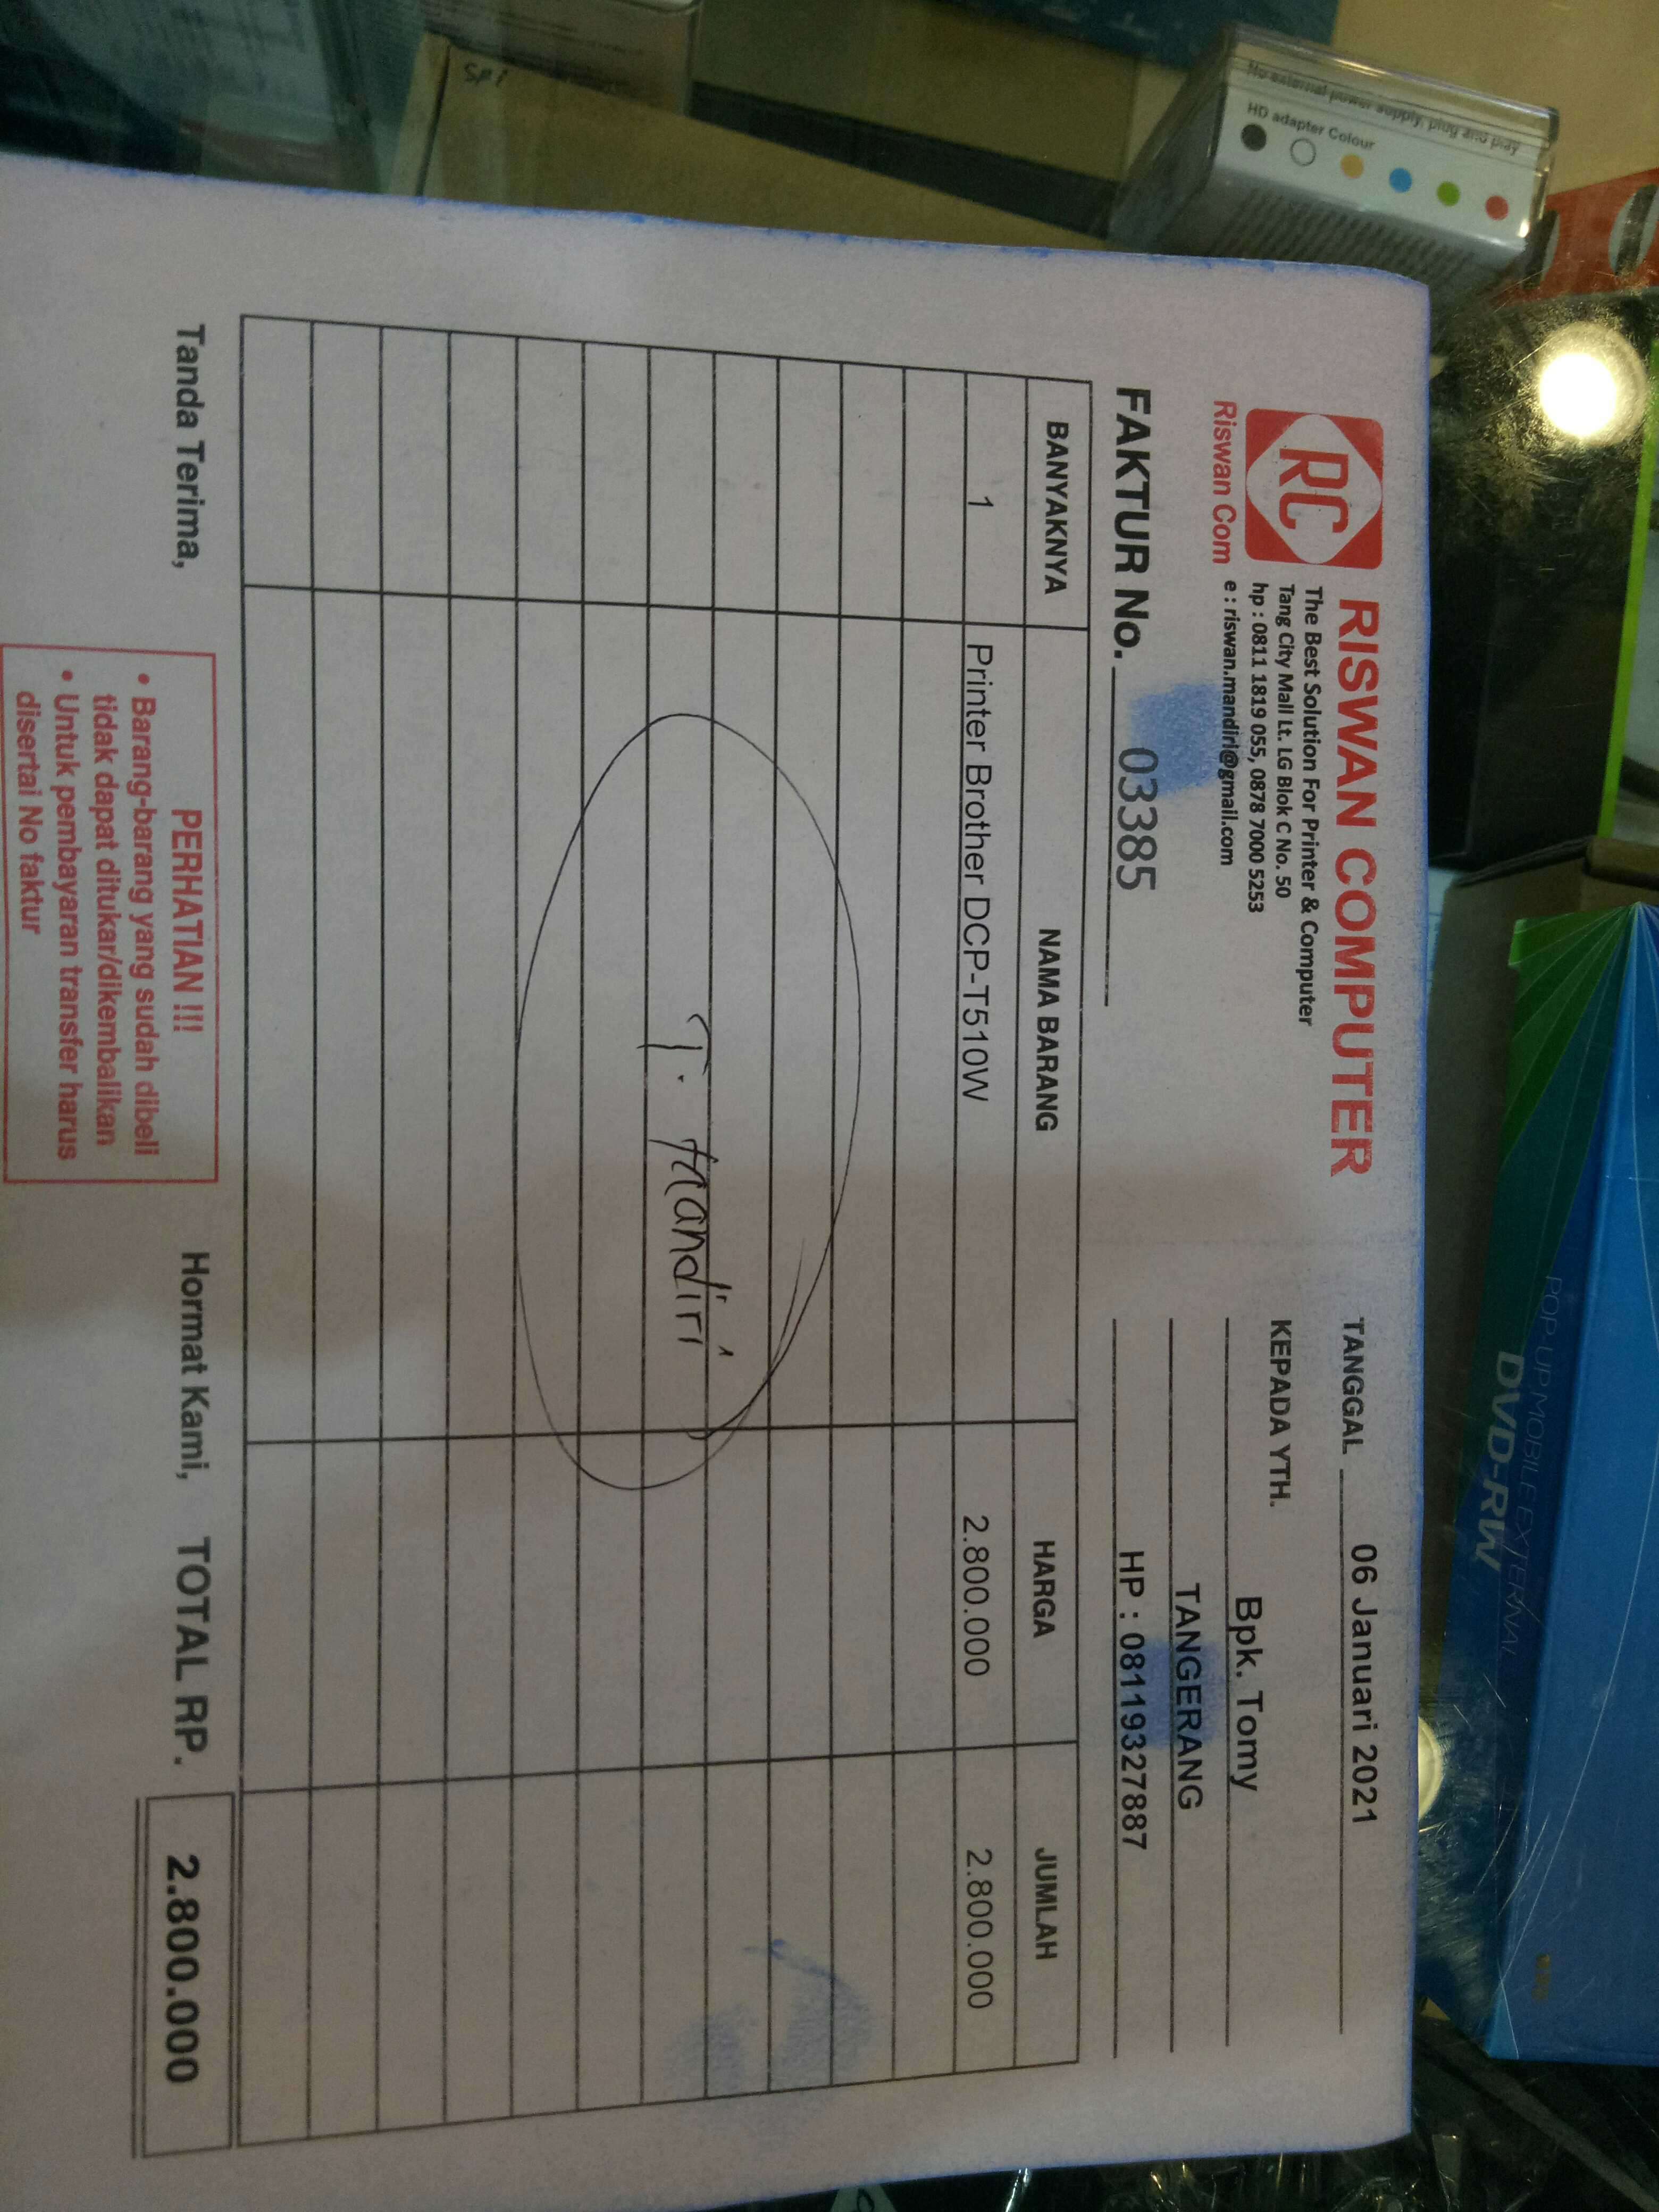 RC
Riswan Com
RISWAN COMPUTER
The Best Solution For Printer & Computer
Tang City Mall Lt. LG Blok C No. 50
hp : 0811 1819 055, 0878 7000 5253
e : riswan.mandiri@gmail.com
TANGGAL 06 Januari 2021
KEPADA YTH.
Bpk. Tomy
TANGERANG
HP : 08119327887
FAKTUR No. 03385
BANYAKNYA NAMA BARANG HARGA JUMLAH
1 Printer Brother DCP-T510W 2.800.000 2.800.000
Tanda Terima,
PERHATIAN !!!
• Barang-barang yang sudah dibeli
tidak dapat ditukar/dikembalikan
• Untuk pembayaran transfer harus
disertai No faktur
Hormat Kami,
TOTAL RP. 2.800.000
No external power supply, plug and play
HD adapter Colour
POP-UP MOBILE EXTERNAL
DVD-RW